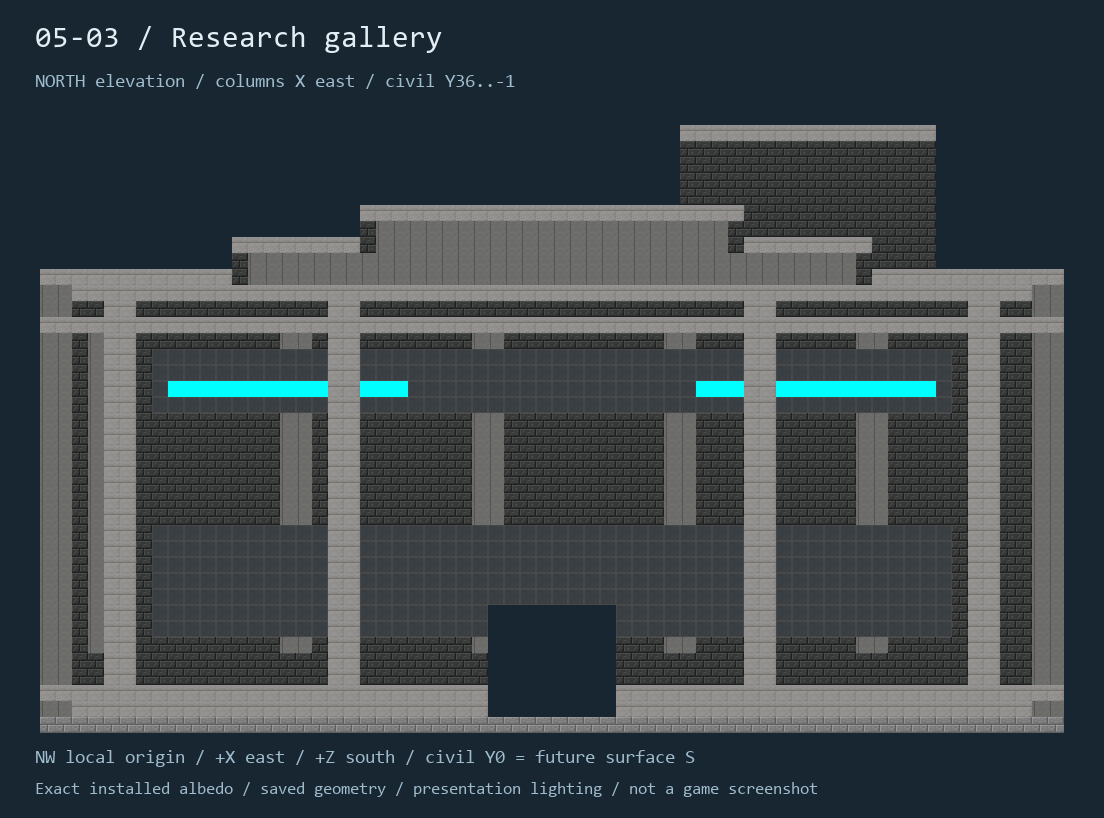 05-03 / Research gallery
NORTH elevation / columns X east / civil Y36..-1
NW local origin / +X east / +Z south / civil Y0 = future surface S
Exact installed albedo / saved geometry / presentation lighting / not a game screenshot